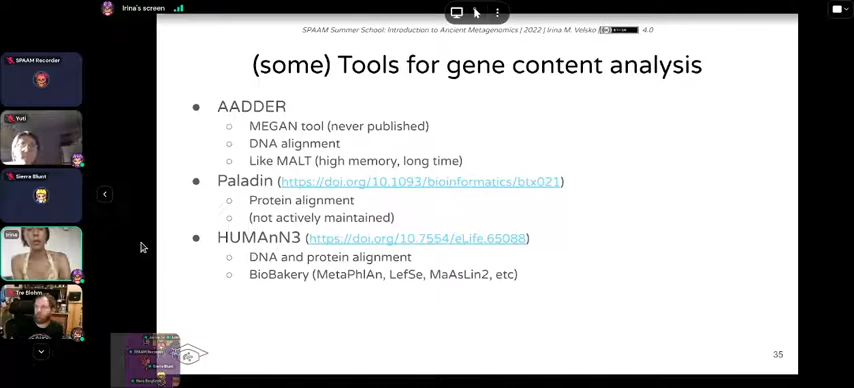 Irina's screen
SPAAM Summer School: Introduction to Ancient Metagenomics | 2022 | Irina M. Velsko | 4.0
SPAAM Recorder
Yuti
Sierra Blunt
Irina
Tre Blohm
(some) Tools for gene content analysis
● AADDER
○ MEGAN tool (never published)
○ DNA alignment
○ Like MALT (high memory, long time)
● Paladin (https://doi.org/10.1093/bioinformatics/btx021)
○ Protein alignment
○ (not actively maintained)
● HUMAnN3 (https://doi.org/10.7554/eLife.65088)
○ DNA and protein alignment
○ BioBakery (MetaPhlAn, LefSe, MaAsLin2, etc)
35